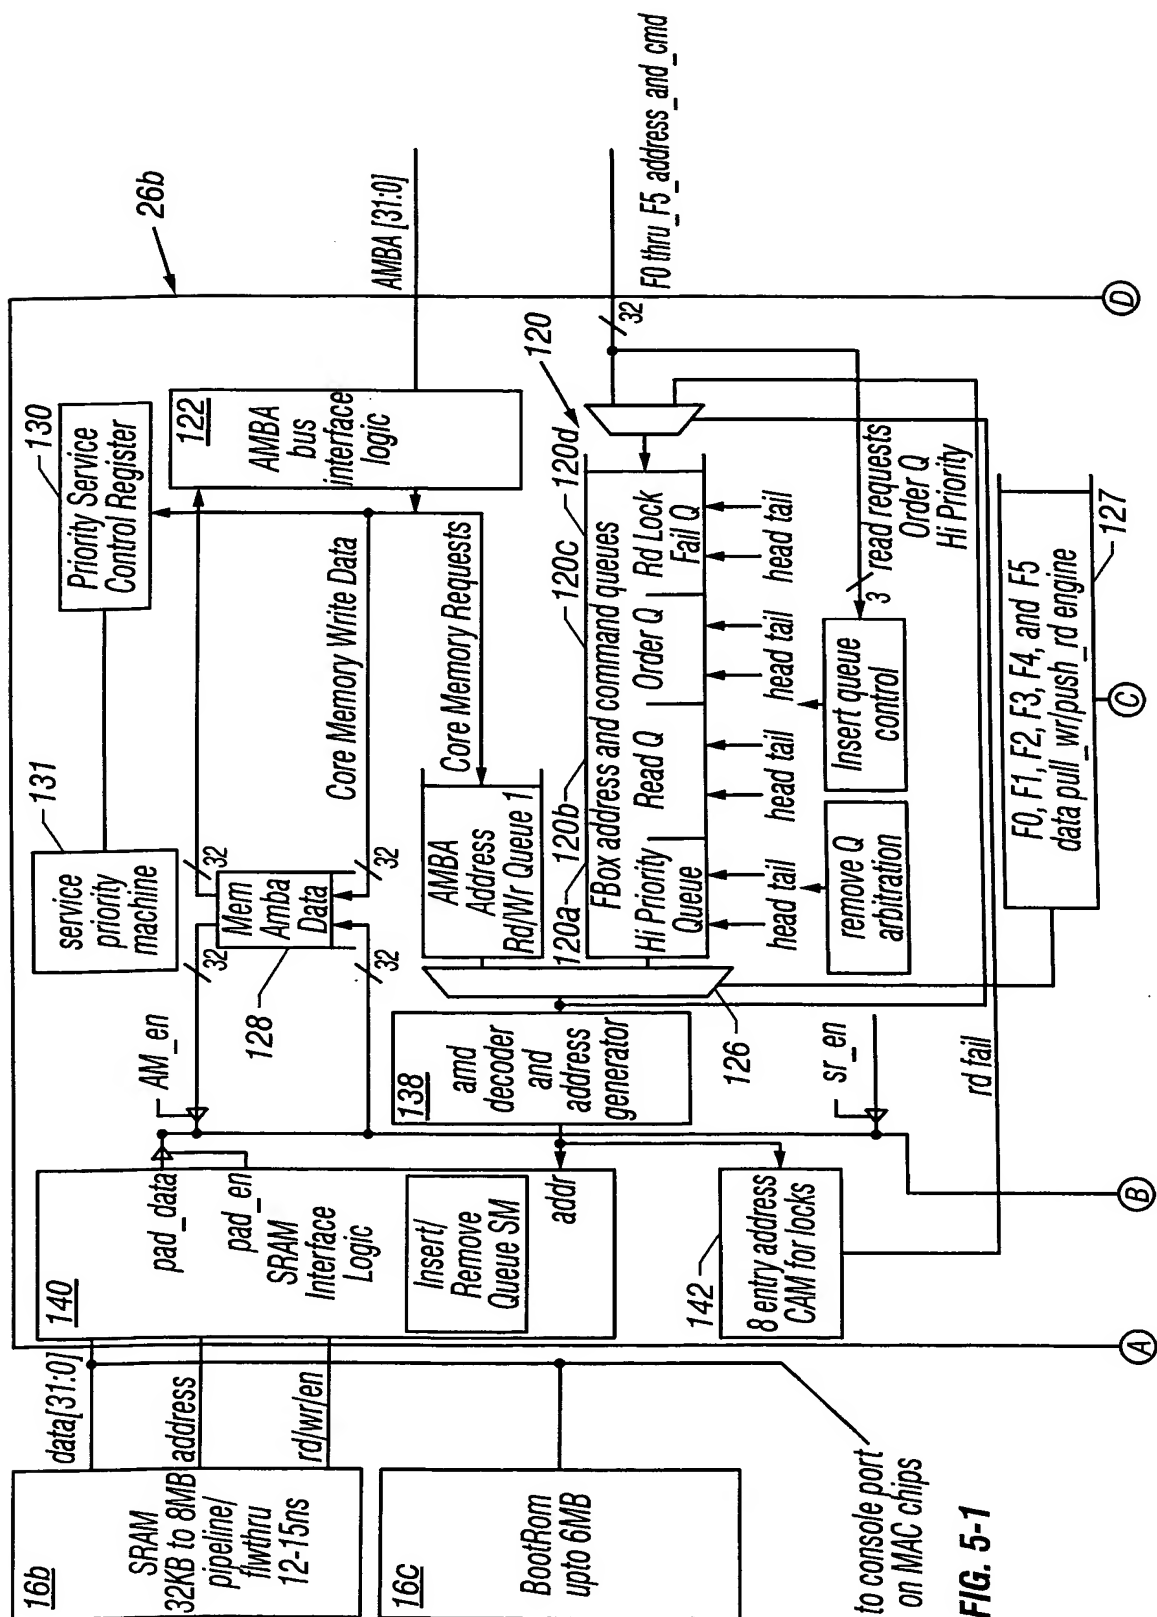 16b
SRAM
32KB to 8MB
pipeline/
flwthru
12-15ns
data[31:0]
address
rd/wr/en
16c
BootRom
upto 6MB
to console port
on MAC chips
FIG. 5-1
140
pad_data
pad_en
SRAM
Interface
Logic
Insert/
Remove
Queue SM
addr
142
8 entry address
CAM for locks
AM_en
138
amd
decoder
and
address
generator
sr_en
rd fail
126
131
service
priority
machine
32
32
Mem
Amba
Data
32
32
128
130
Priority Service
Control Register
122
AMBA
bus
interface
logic
26b
AMBA [31:0]
Core Memory Write Data
Core Memory Requests
AMBA
Address
Rd/Wr Queue 1
120a
120b
120c
120d
120
FBox address and command queues
Hi Priority
Queue
Read Q
Order Q
Rd Lock
Fail Q
head tail
head tail
head tail
head tail
remove Q
arbitration
Insert queue
control
32
F0 thru F5_address_and_cmd
3
read requests
Order Q
Hi Priority
F0, F1, F2, F3, F4, and F5
data pull_wr/push_rd engine
127
A
B
C
D